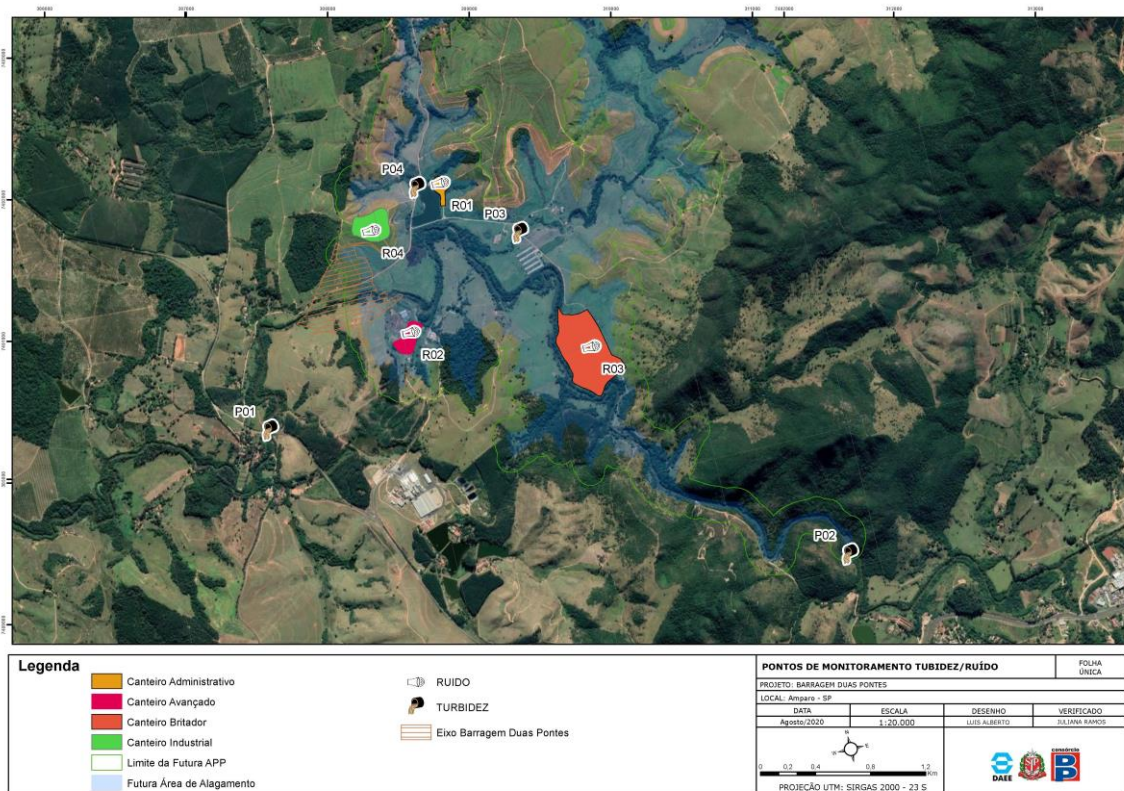 P04
R01
P03
R04
R02
R03
P01
P02
Legenda
Canteiro Administrativo
Canteiro Avançado
Canteiro Britador
Canteiro Industrial
Limite da Futura APP
Futura Área de Alagamento
RUIDO
TURBIDEZ
Eixo Barragem Duas Pontes
PONTOS DE MONITORAMENTO TUBIDEZ/RUÍDO
FOLHA
ÚNICA
PROJETO: BARRAGEM DUAS PONTES
LOCAL: Amparo - SP
DATA
ESCALA
DESENHO
VERIFICADO
Agosto/2020
1:20.000
LUIS ALBERTO
JULIANA RAMOS
0 0,2 0,4 0,8 1,2
Km
PROJEÇÃO UTM: SIRGAS 2000 - 23 S
DAEE
consórcio
BP